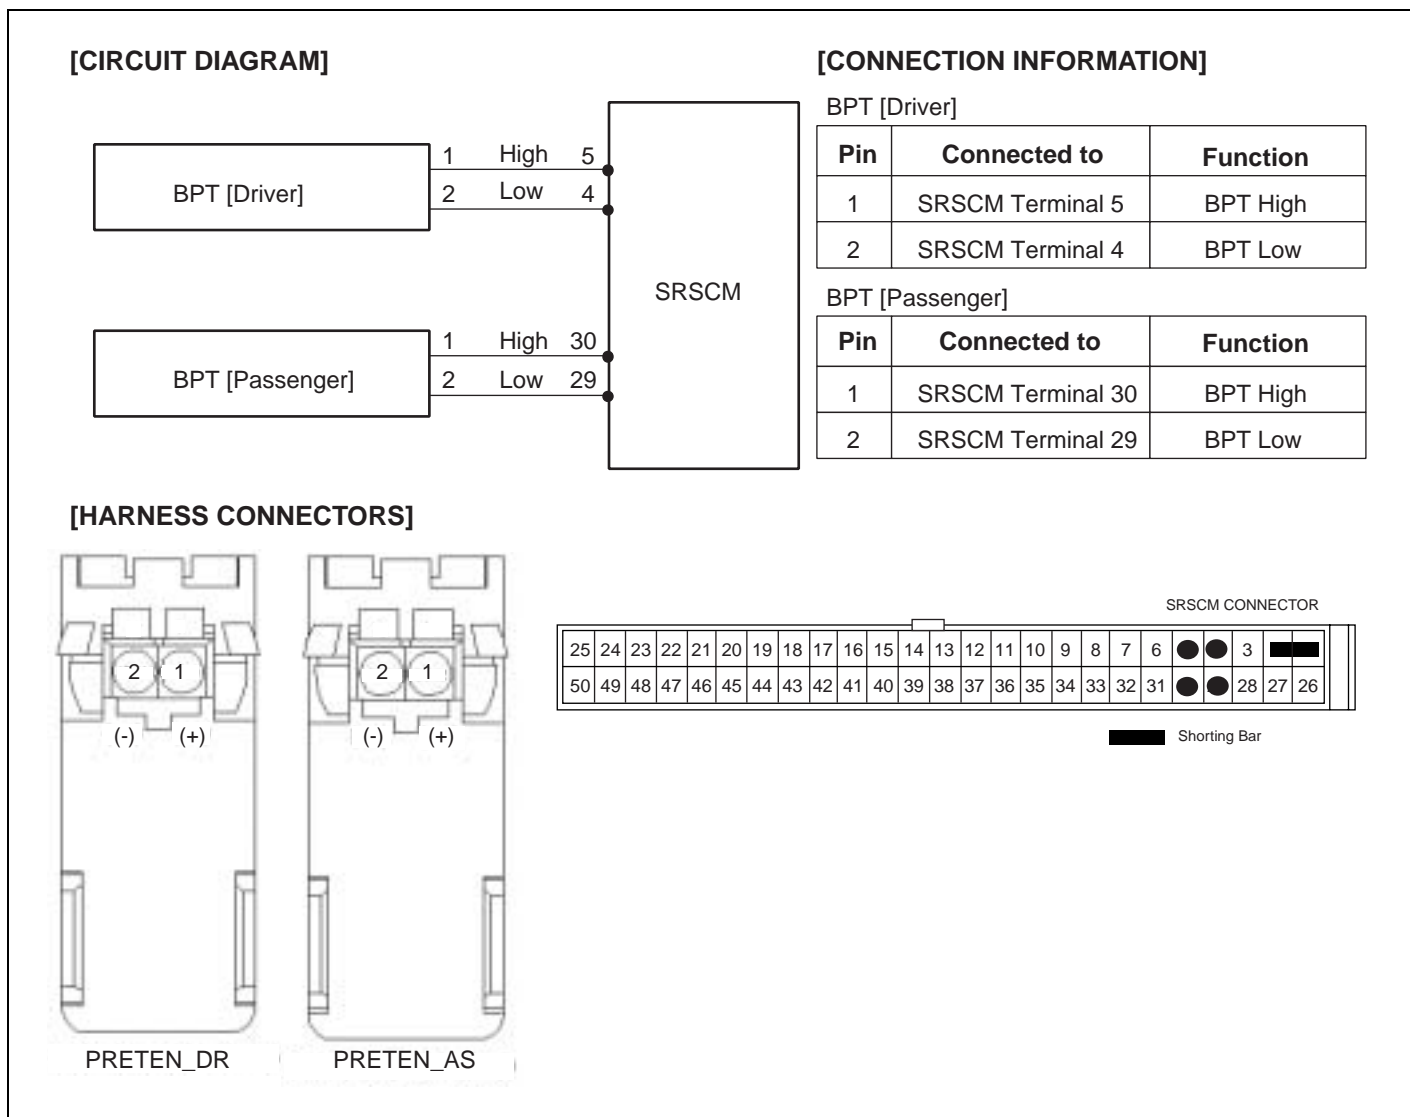 [CIRCUIT DIAGRAM]
BPT [Driver]
1 High 5
2 Low 4
BPT [Passenger]
1 High 30
2 Low 29
SRSCM
[CONNECTION INFORMATION]
BPT [Driver]
Pin Connected to Function
1 SRSCM Terminal 5 BPT High
2 SRSCM Terminal 4 BPT Low
BPT [Passenger]
Pin Connected to Function
1 SRSCM Terminal 30 BPT High
2 SRSCM Terminal 29 BPT Low
[HARNESS CONNECTORS]
2 1
(-) (+)
PRETEN_DR
2 1
(-) (+)
PRETEN_AS
SRSCM CONNECTOR
25 24 23 22 21 20 19 18 17 16 15 14 13 12 11 10 9 8 7 6 3
50 49 48 47 46 45 44 43 42 41 40 39 38 37 36 35 34 33 32 31 28 27 26
Shorting Bar